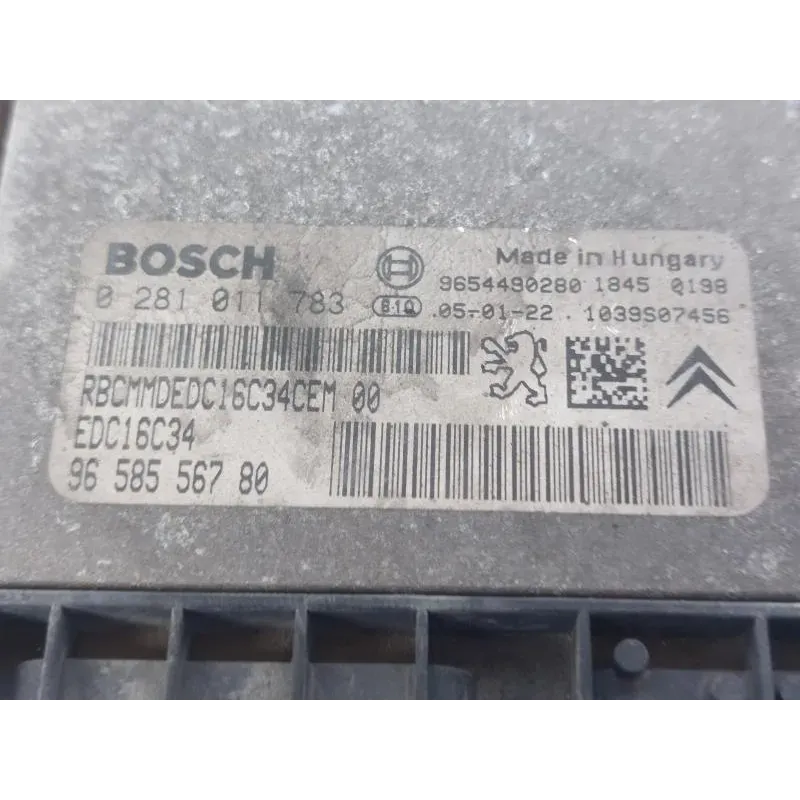 BOSCH
Made in Hungary
9654490280 1845 0198
0 281 011 783
810 .05-01-22 . 1039S07456
RBCMMDEDC16C34CEM 00
EDC16C34
96 585 567 80